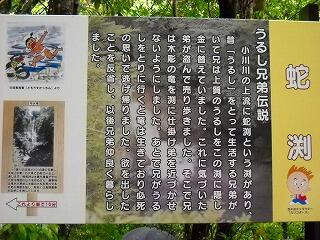 蛇渕
うるし兄弟伝説
小川川の上流に蛇渕という渕があり、
昔「うるし」をとって生活する兄弟が
いて兄は上質のうるしをこの渕に隠し
金に替えていました。これに気づいた
弟が盗んで売り歩きました。そこで兄
は木彫の竜を渕に仕掛け弟を近づかせ
ないようにしました。あとで兄がうる
しをとりに行くと竜は生きており必死
の思いで逃げ帰りました。欲を出した
ことを反省し、以後兄弟仲良く暮らし
ました。